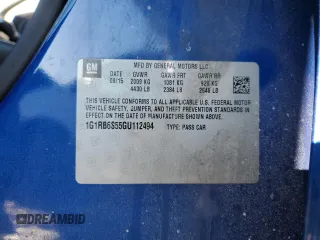 GM
MFD BY GENERAL MOTORS LLC
DATE GVWR GAWR FRT GAWR RR
09/15 2009 KG 1081 KG 928 KG
4430 LB 2384 LB 2046 LB
THIS VEHICLE CONFORMS TO ALL APPLICABLE U.S. FEDERAL MOTOR VEHICLE
SAFETY, BUMPER, AND THEFT PREVENTION STANDARDS IN EFFECT ON THE
DATE OF MANUFACTURE SHOWN ABOVE.
1G1RB6S55GU112494 TYPE: PASS CAR
DREAMBID